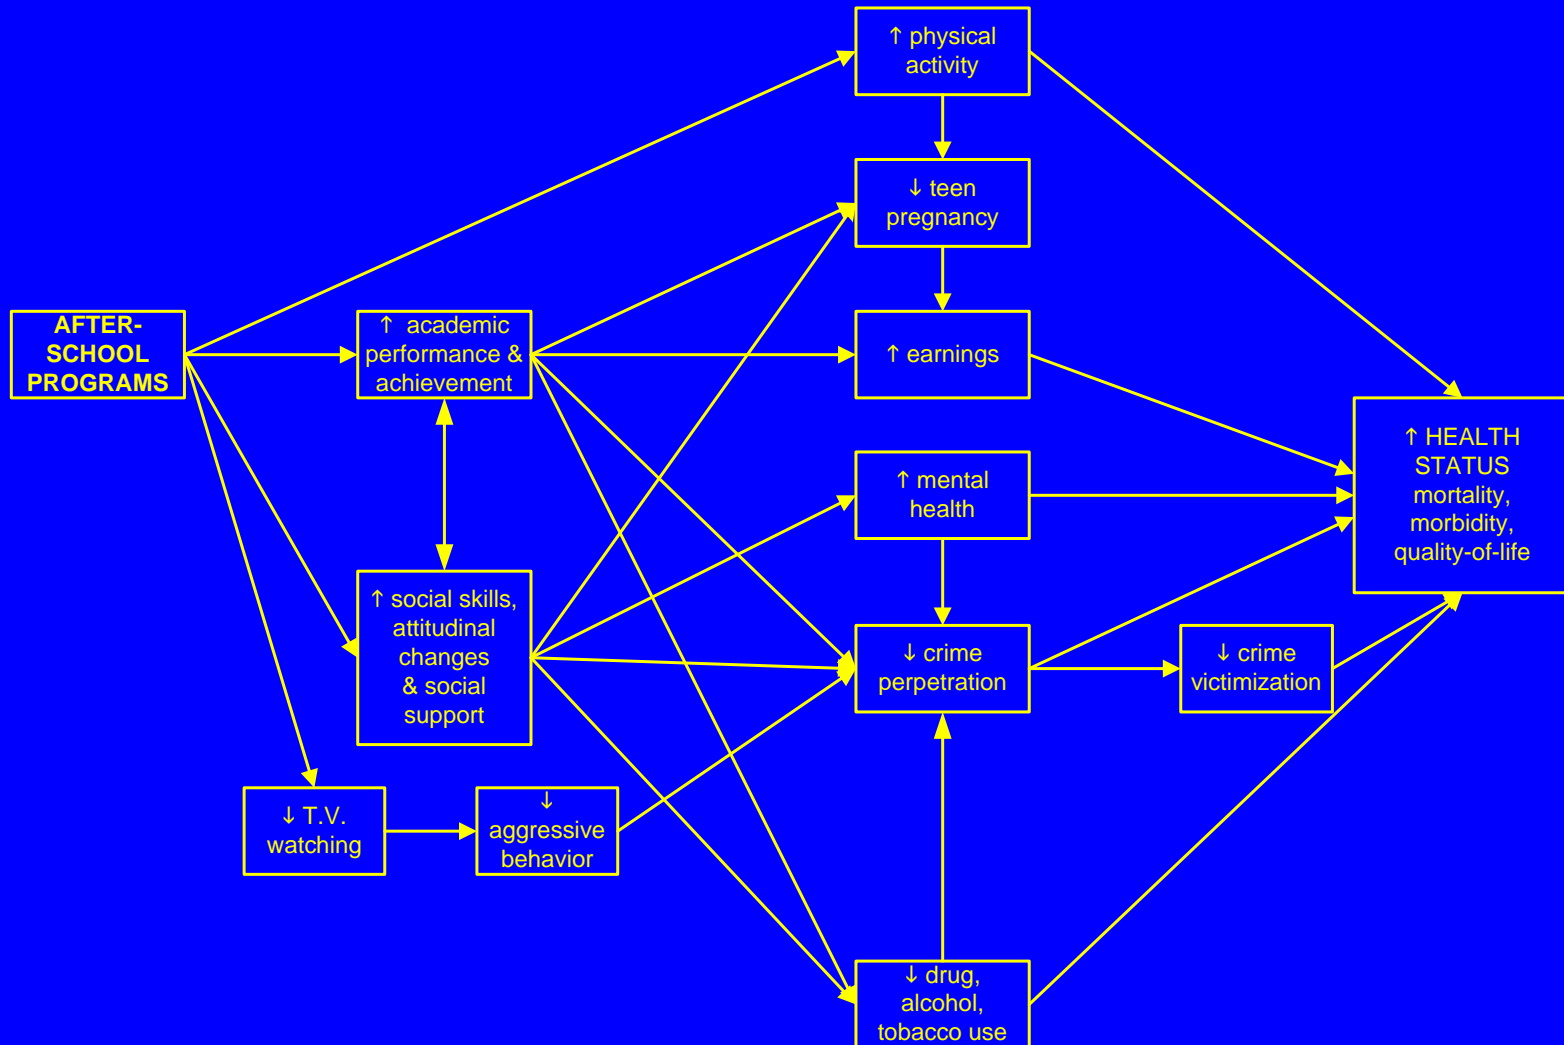 ↑ physical
activity
↓ teen
pregnancy
AFTER-
SCHOOL
PROGRAMS
↑ academic
performance &
achievement
↑ earnings
↑ HEALTH
STATUS
mortality,
morbidity,
quality-of-life
↑ mental
health
↑ social skills,
attitudinal
changes
& social
support
↓ crime
perpetration
↓ crime
victimization
↓ T.V.
watching
↓
aggressive
behavior
↓ drug,
alcohol,
tobacco use